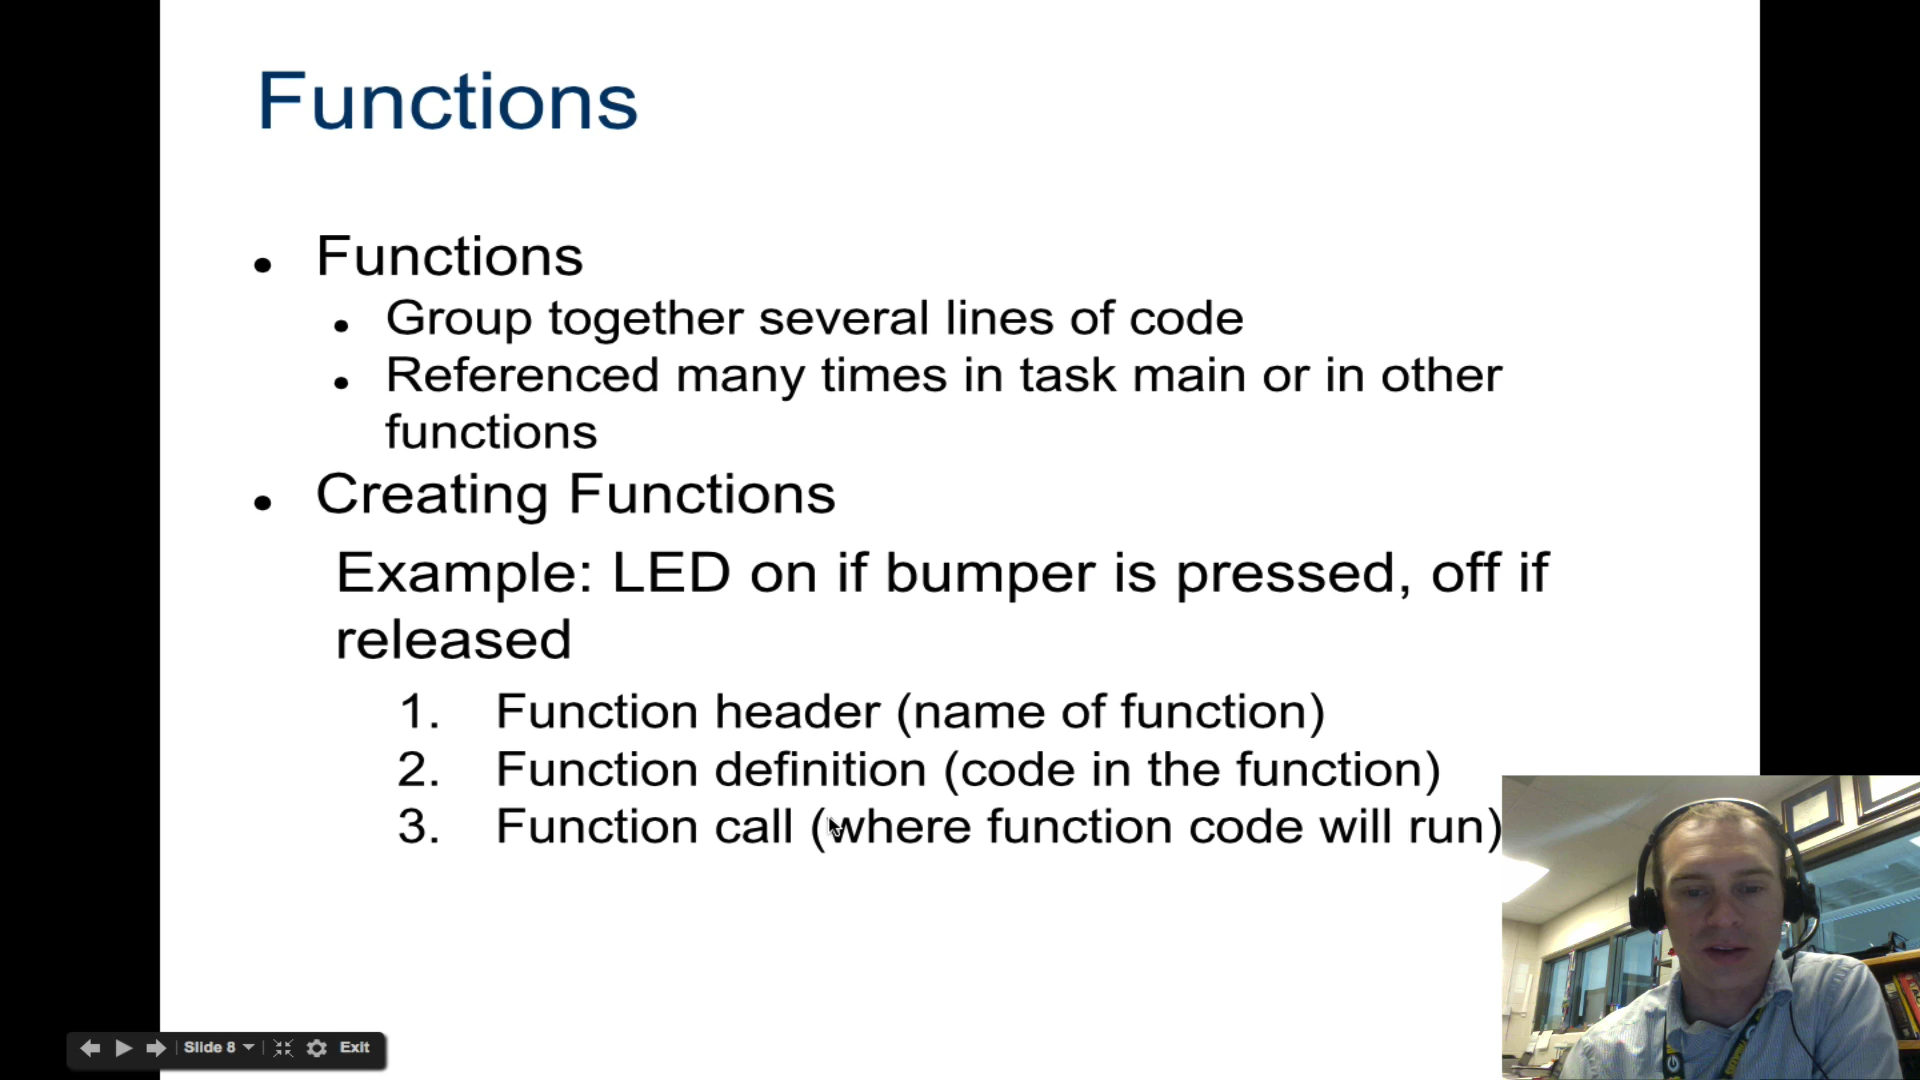 Functions
• Functions
• Group together several lines of code
• Referenced many times in task main or in other
functions
• Creating Functions
Example: LED on if bumper is pressed, off if
released
1. Function header (name of function)
2. Function definition (code in the function)
3. Function call (where function code will run)
Slide 8
Exit